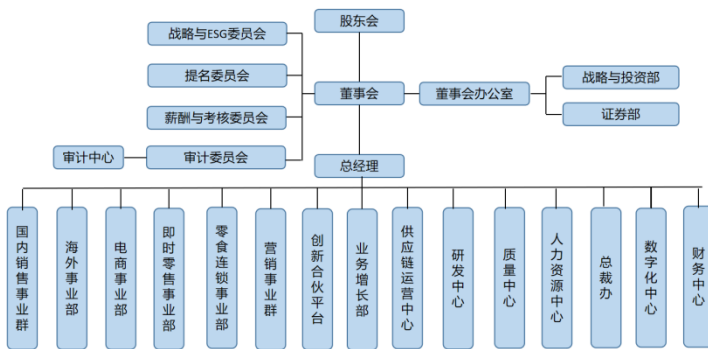 股东会
战略与ESG委员会
提名委员会
薪酬与考核委员会
审计中心
审计委员会
董事会
董事会办公室
战略与投资部
证券部
总经理
国内销售事业群
海外事业部
电商事业部
即时零售事业部
零食连锁事业部
营销事业群
创新合伙平台
业务增长部
供应链运营中心
研发中心
质量中心
人力资源中心
总裁办
数字化中心
财务中心